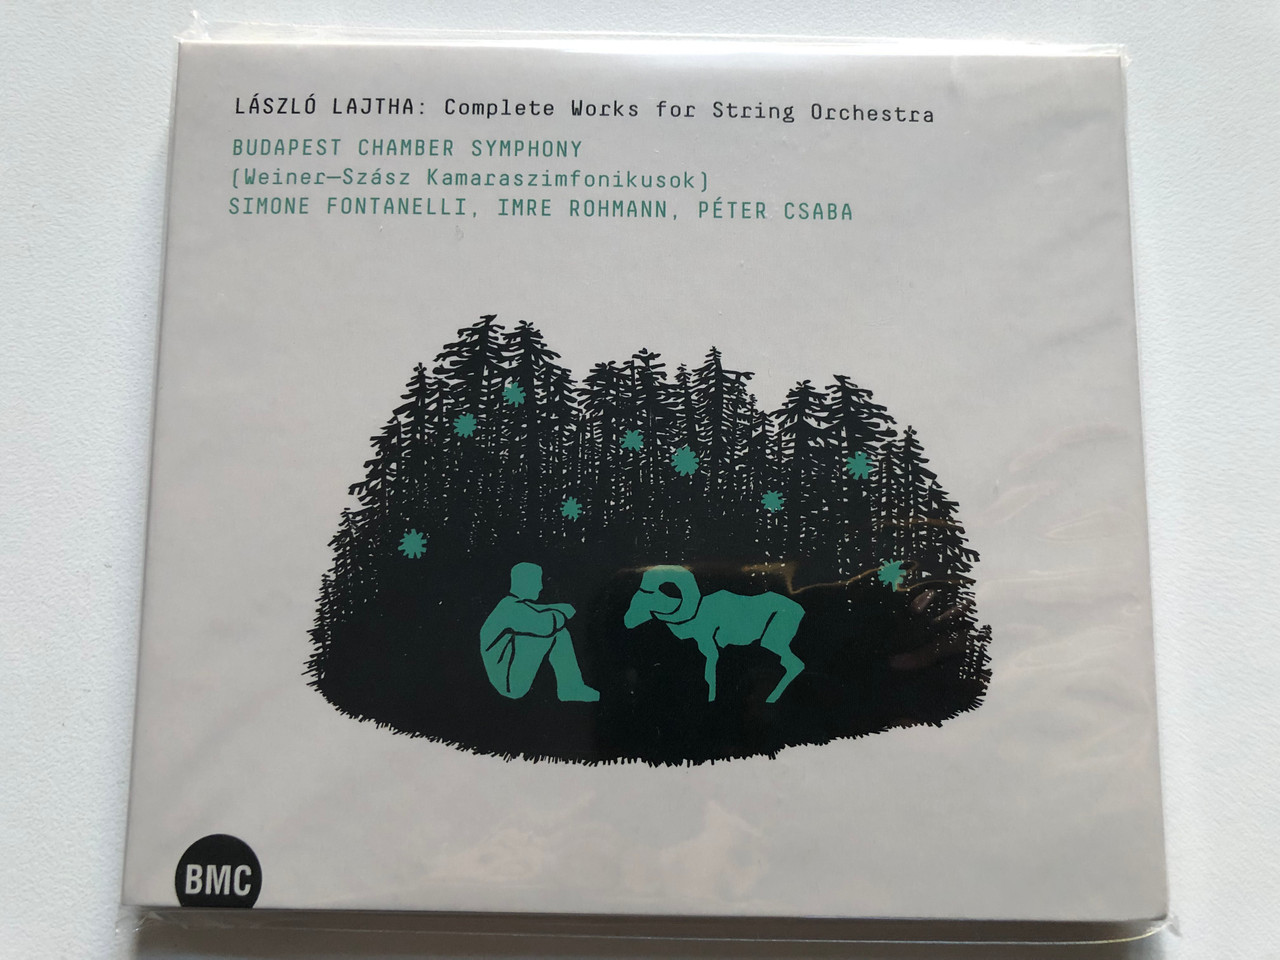 LÁSZLÓ LAJTHA: Complete Works for String Orchestra
BUDAPEST CHAMBER SYMPHONY
(Weiner—Szász Kamaraszimfonikusok)
SIMONE FONTANELLI, IMRE ROHMANN, PÉTER CSABA
BMC